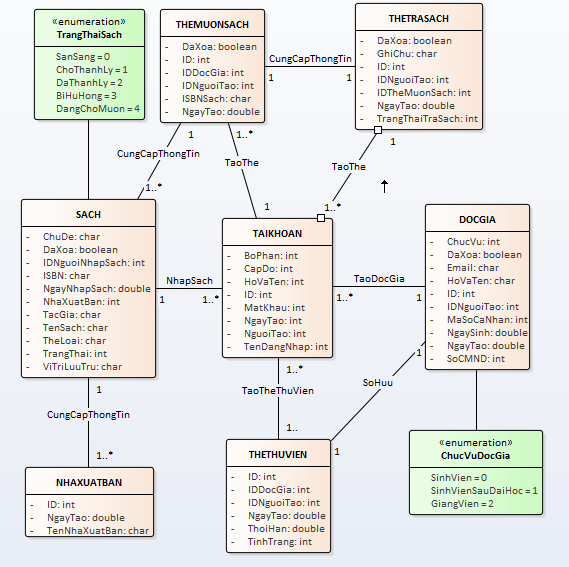 «enumeration»
TrangThaiSach
SanSang = 0
ChoThanhLy = 1
DaThanhLy = 2
BiHuHong = 3
DangChoMuon = 4
THEMUONSACH
- DaXoa: boolean
- ID: int
- IDDocGia: int
- IDNguoiTao: int
- ISBNSach: char
- NgayTao: double
CungCapThongTin
1
1
THETRASACH
- DaXoa: boolean
- GhiChu: char
- ID: int
- IDNguoiTao: int
- IDTheMuonSach: int
- NgayTao: double
- TrangThaiTraSach: int
1
1..*
1
CungCapThongTin
TaoThe
TaoThe
1..*
1
1..*
SACH
- ChuDe: char
- DaXoa: boolean
- IDNguoiNhapSach: int
- ISBN: char
- NgayNhapSach: double
- NhaXuatBan: int
- TacGia: char
- TenSach: char
- TheLoai: char
- TrangThai: int
- ViTriLuuTru: char
NhapSach
1
1..*
TAIKHOAN
- BoPhan: int
- CapDo: int
- HoVaTen: int
- ID: int
- MatKhau: int
- NgayTao: int
- NguoiTao: int
- TenDangNhap: int
TaoDocGia
1..*
1
DOCGIA
- ChucVu: int
- DaXoa: boolean
- Email: char
- HoVaTen: char
- ID: int
- IDNguoiTao: int
- MaSoCaNhan: int
- NgaySinh: double
- NgayTao: double
- SoCMND: int
1
CungCapThongTin
1..*
1..*
TaoTheThuVien
1..
SoHuu
1
1
NHAXUATBAN
- ID: int
- NgayTao: double
- TenNhaXuatBan: char
THETHUVIEN
- ID: int
- IDDocGia: int
- IDNguoiTao: int
- NgayTao: double
- ThoiHan: double
- TinhTrang: int
«enumeration»
ChucVuDocGia
SinhVien = 0
SinhVienSauDaiHoc = 1
GiangVien = 2